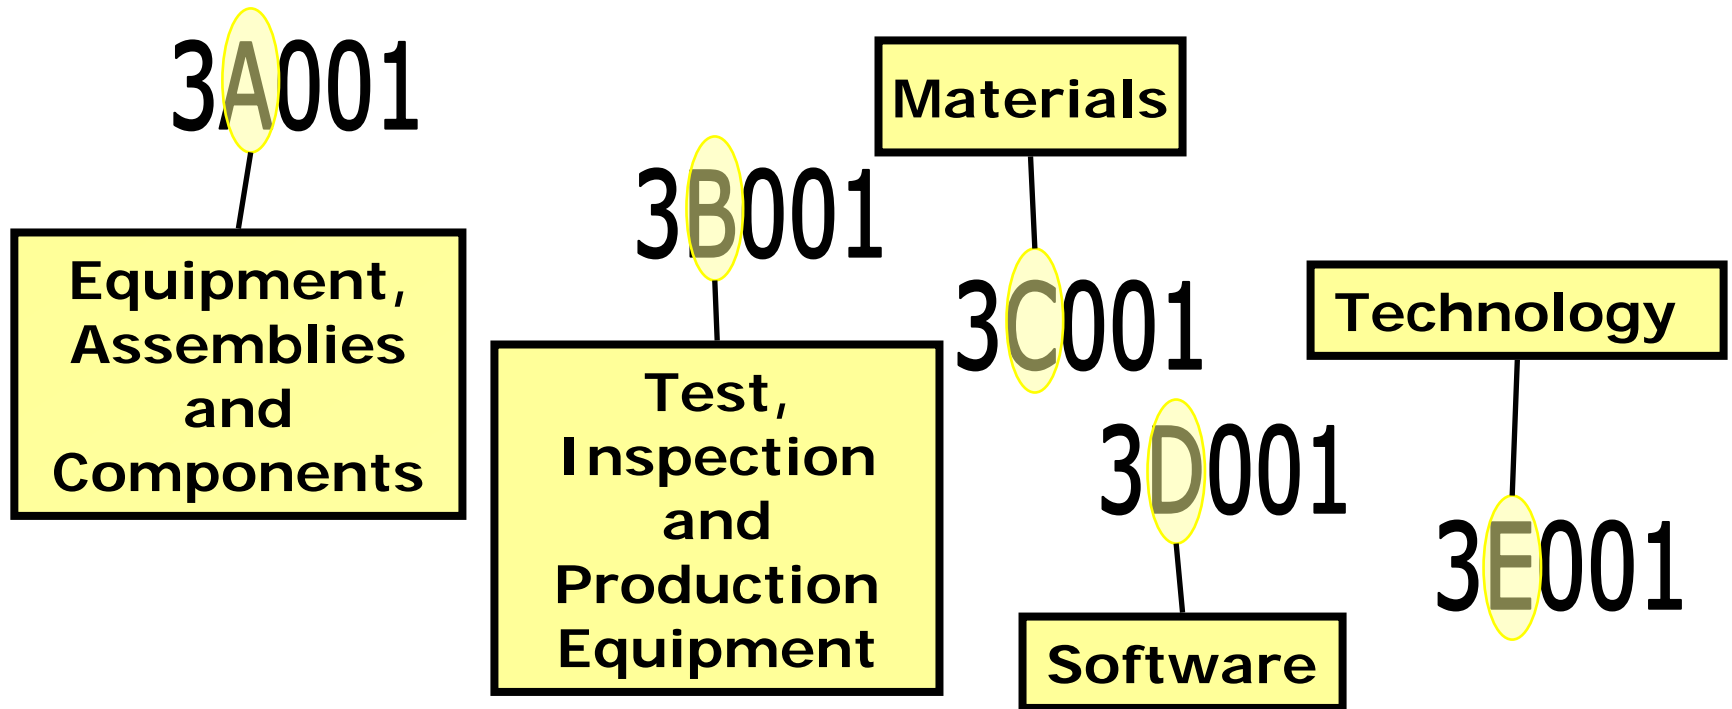 3A001
Equipment,
Assemblies
and
Components
3B001
Test,
Inspection
and
Production
Equipment
Materials
3C001
3D001
Software
Technology
3E001